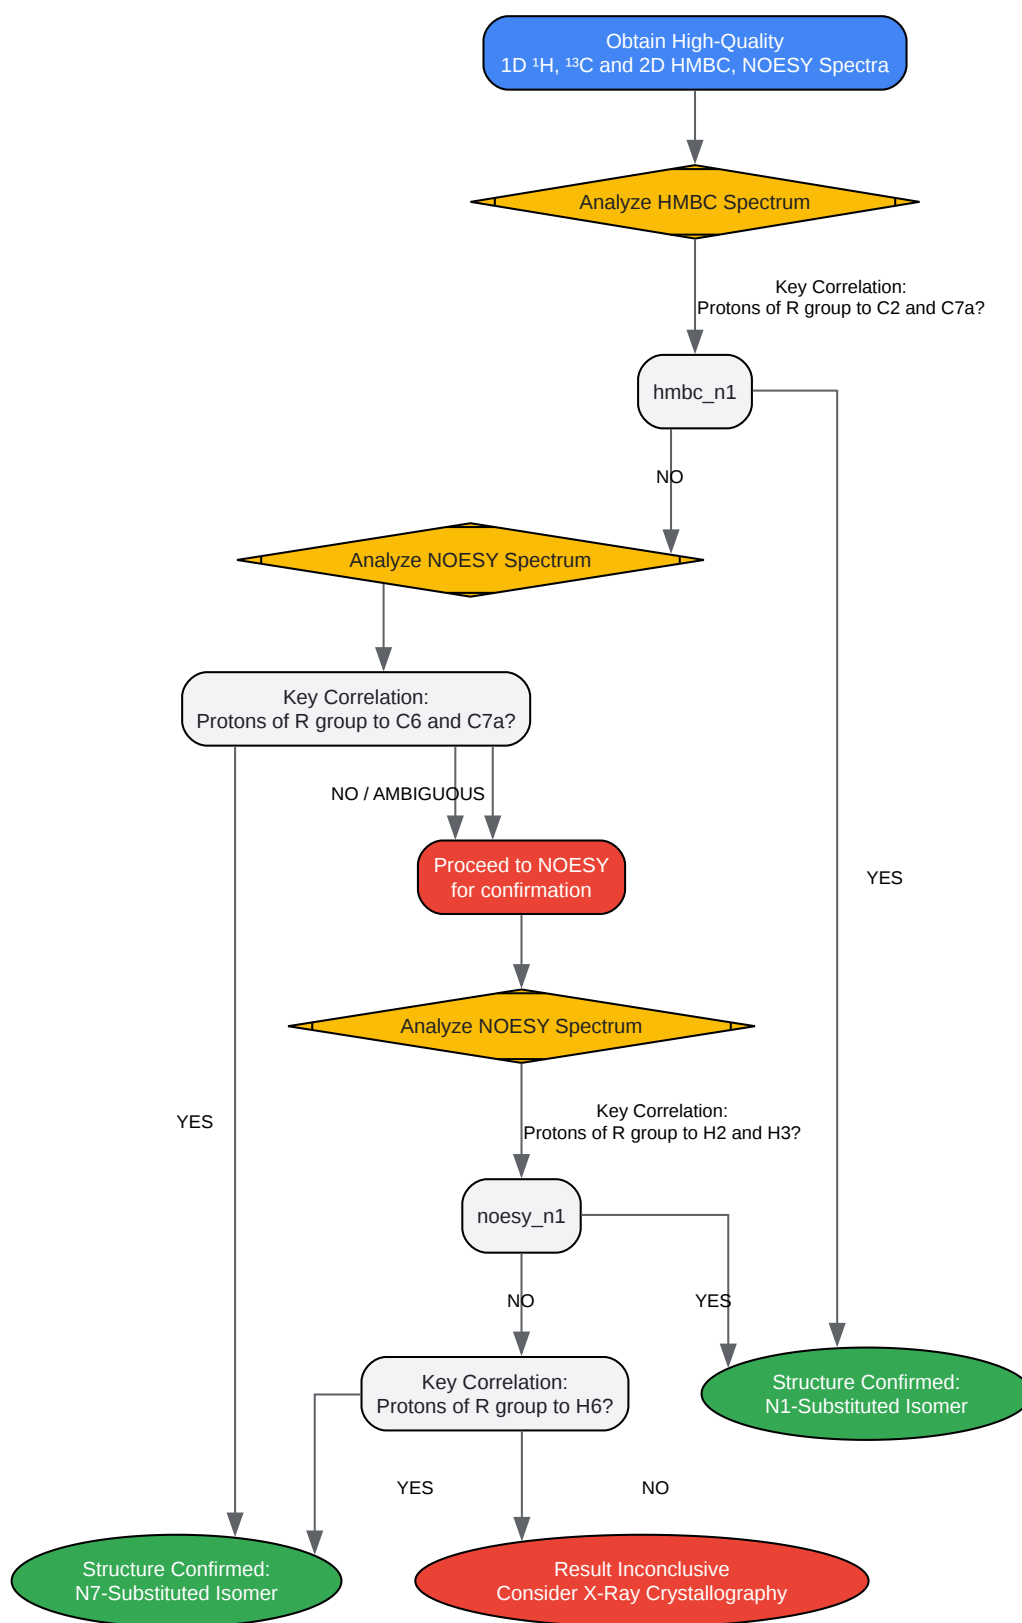 Obtain High-Quality
1D ¹H, ¹³C and 2D HMBC, NOESY Spectra
Analyze HMBC Spectrum
Key Correlation:
Protons of R group to C2 and C7a?
hmbc_n1
NO
Analyze NOESY Spectrum
Key Correlation:
Protons of R group to C6 and C7a?
NO / AMBIGUOUS
Proceed to NOESY
for confirmation
YES
Analyze NOESY Spectrum
YES
Key Correlation:
Protons of R group to H2 and H3?
noesy_n1
NO
YES
Key Correlation:
Protons of R group to H6?
Structure Confirmed:
N1-Substituted Isomer
YES
NO
Structure Confirmed:
N7-Substituted Isomer
Result Inconclusive
Consider X-Ray Crystallography